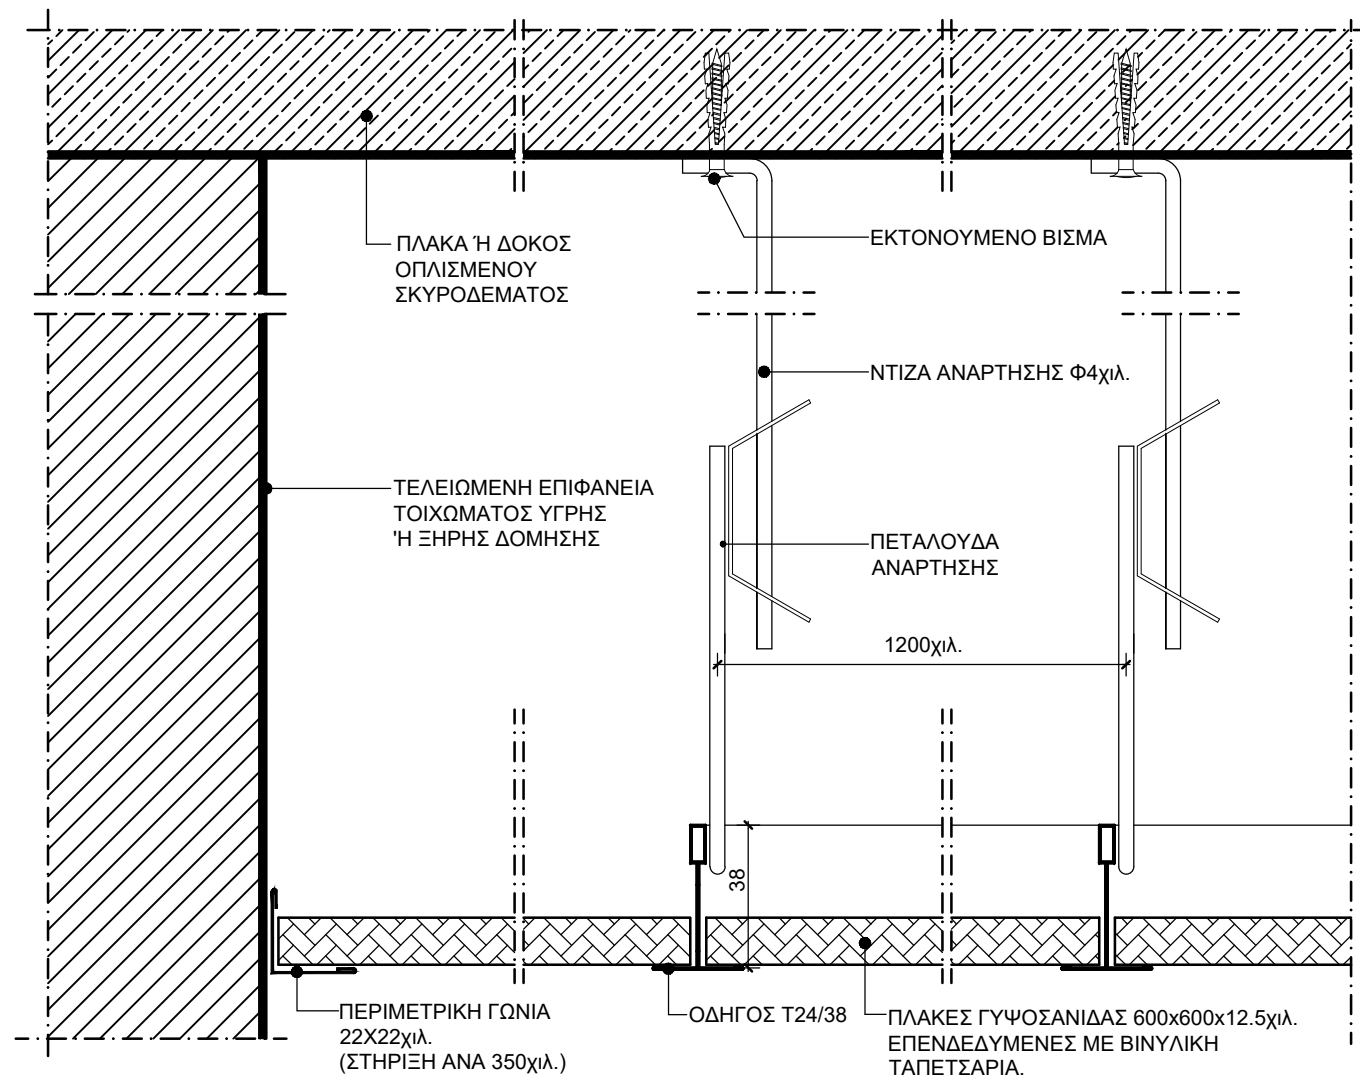 ΠΛΑΚΑ Ή ΔΟΚΟΣ
ΟΠΛΙΣΜΕΝΟΥ
ΣΚΥΡΟΔΕΜΑΤΟΣ
ΕΚΤΟΝΟΥΜΕΝΟ ΒΙΣΜΑ
ΝΤΙΖΑ ΑΝΑΡΤΗΣΗΣ Φ4χιλ.
ΤΕΛΕΙΩΜΕΝΗ ΕΠΙΦΑΝΕΙΑ
ΤΟΙΧΩΜΑΤΟΣ ΥΓΡΗΣ
'Η ΞΗΡΗΣ ΔΟΜΗΣΗΣ
ΠΕΤΑΛΟΥΔΑ
ΑΝΑΡΤΗΣΗΣ
1200χιλ.
38
ΠΕΡΙΜΕΤΡΙΚΗ ΓΩΝΙΑ
22Χ22χιλ.
(ΣΤΗΡΙΞΗ ΑΝΑ 350χιλ.)
ΟΔΗΓΟΣ Τ24/38
ΠΛΑΚΕΣ ΓΥΨΟΣΑΝΙΔΑΣ 600x600x12.5χιλ.
ΕΠΕΝΔΕΔΥΜΕΝΕΣ ΜΕ ΒΙΝΥΛΙΚΗ
ΤΑΠΕΤΣΑΡΙΑ.